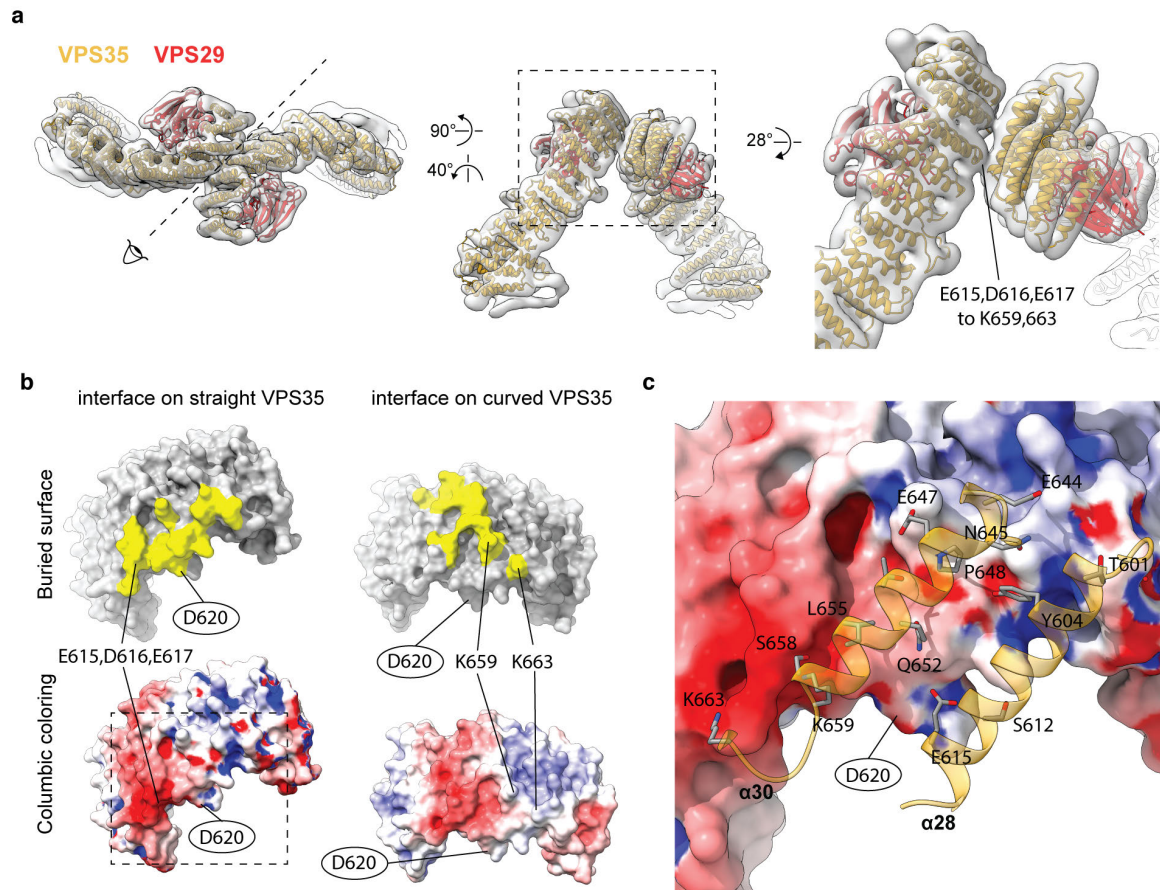 a
VPS35 VPS29
90°
40°
28°
E615,D616,E617
to K659,663
b
interface on straight VPS35
interface on curved VPS35
Buried surface
D620
E615,D616,E617
D620
K659
K663
Columbic coloring
D620
D620
c
E644
E647
N645
T601
P648
L655
Y604
S658
Q652
K663
K659
S612
E615
D620
α30
α28